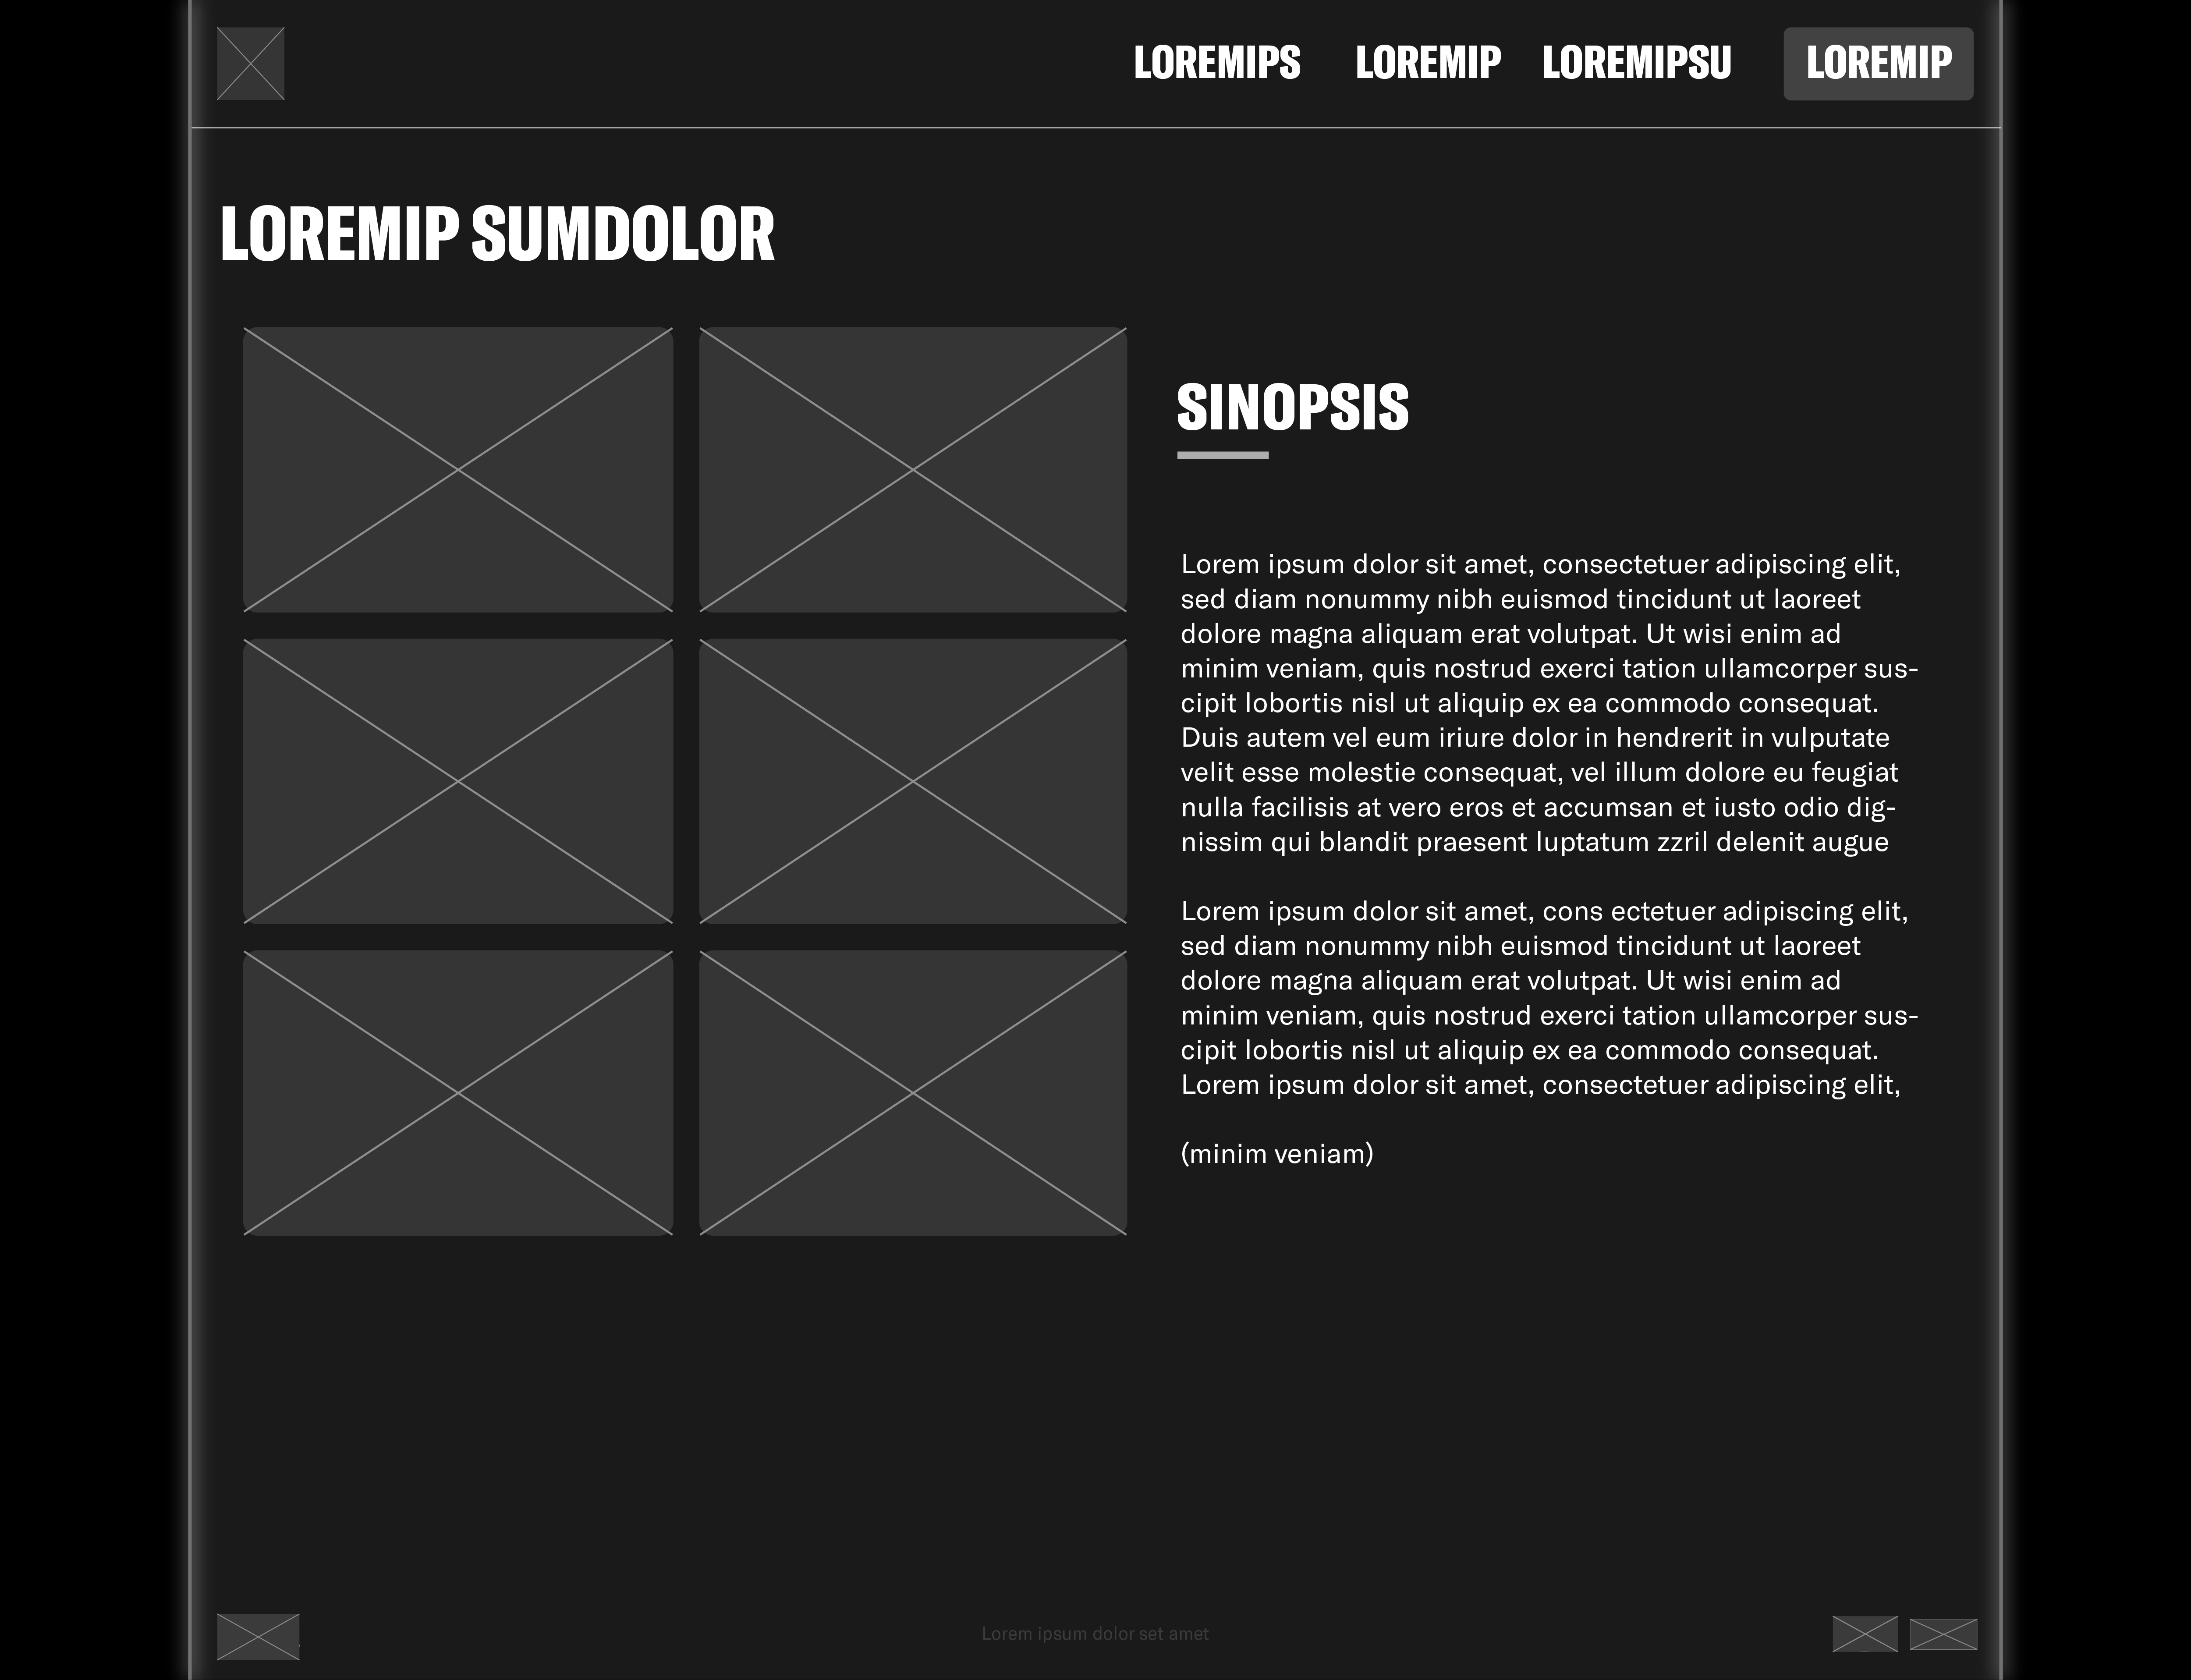 LOREMIPS LOREMIP LOREMIPSU LOREMIP
LOREMIP SUMDOLOR
SINOPSIS
Lorem ipsum dolor sit amet, consectetuer adipiscing elit,
sed diam nonummy nibh euismod tincidunt ut laoreet
dolore magna aliquam erat volutpat. Ut wisi enim ad
minim veniam, quis nostrud exerci tation ullamcorper sus-
cipit lobortis nisl ut aliquip ex ea commodo consequat.
Duis autem vel eum iriure dolor in hendrerit in vulputate
velit esse molestie consequat, vel illum dolore eu feugiat
nulla facilisis at vero eros et accumsan et iusto odio dig-
nissim qui blandit praesent luptatum zzril delenit augue
Lorem ipsum dolor sit amet, cons ectetuer adipiscing elit,
sed diam nonummy nibh euismod tincidunt ut laoreet
dolore magna aliquam erat volutpat. Ut wisi enim ad
minim veniam, quis nostrud exerci tation ullamcorper sus-
cipit lobortis nisl ut aliquip ex ea commodo consequat.
Lorem ipsum dolor sit amet, consectetuer adipiscing elit,
(minim veniam)
Lorem ipsum dolor set amet